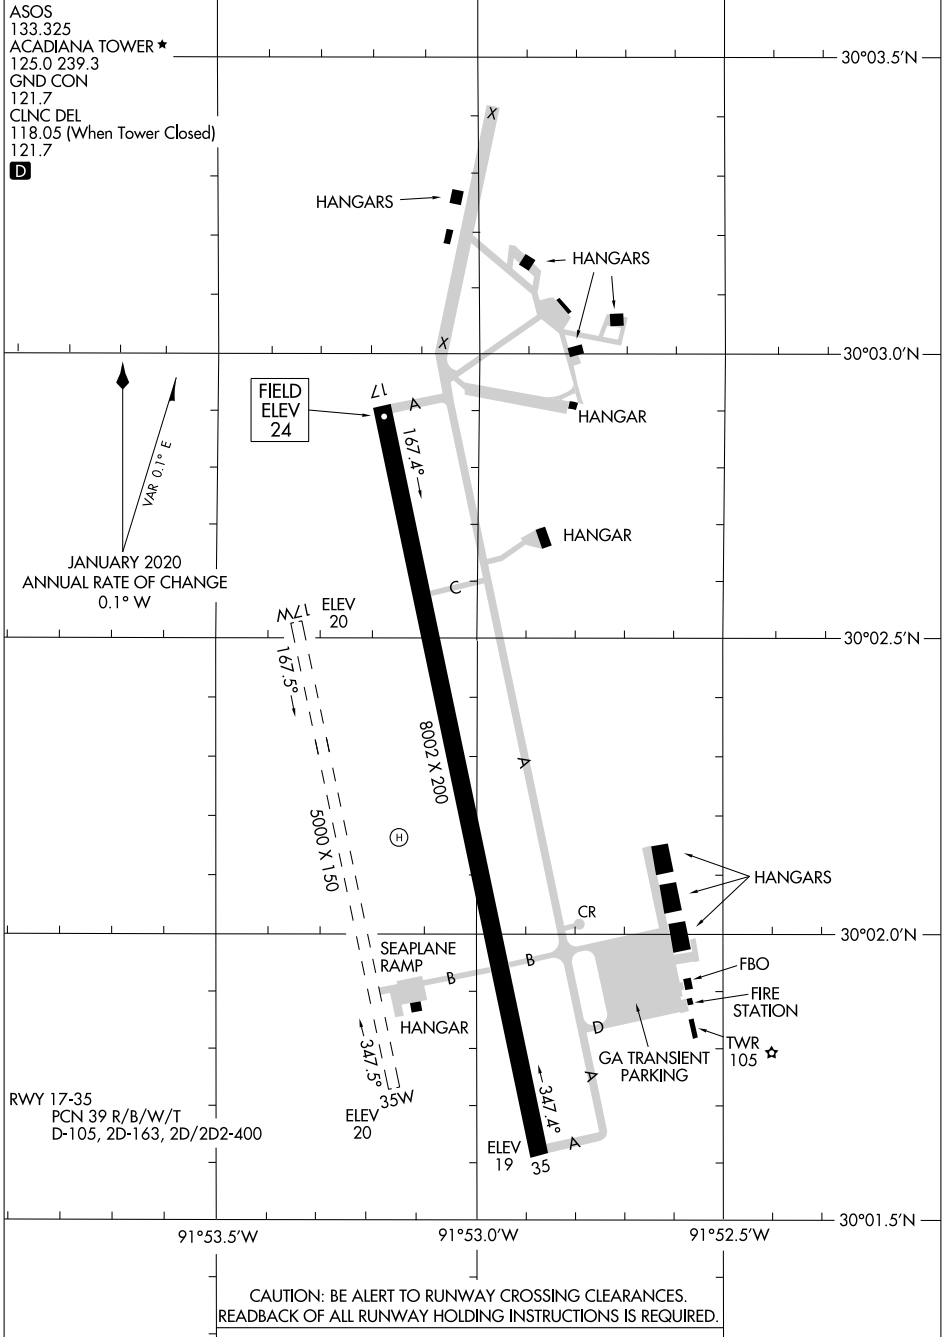 ASOS
133.325
ACADIANA TOWER ★
125.0 239.3
GND CON
121.7
CLNC DEL
118.05 (When Tower Closed)
121.7
D
30°03.5'N
X
HANGARS
HANGARS
X
30°03.0'N
FIELD
ELEV
24
17
A
HANGAR
167.4°
VAR 0.1° E
HANGAR
JANUARY 2020
ANNUAL RATE OF CHANGE
0.1° W
C
17W
ELEV
20
30°02.5'N
167.5°
8002 X 200
A
5000 X 150
H
HANGARS
CR
30°02.0'N
SEAPLANE
RAMP
B
B
FBO
FIRE
STATION
HANGAR
D
TWR
105
GA TRANSIENT
PARKING
347.5°
A
35W
ELEV
20
347.4°
RWY 17-35
PCN 39 R/B/W/T
D-105, 2D-163, 2D/2D2-400
A
ELEV
19
35
30°01.5'N
91°53.5'W
91°53.0'W
91°52.5'W
CAUTION: BE ALERT TO RUNWAY CROSSING CLEARANCES.
READBACK OF ALL RUNWAY HOLDING INSTRUCTIONS IS REQUIRED.